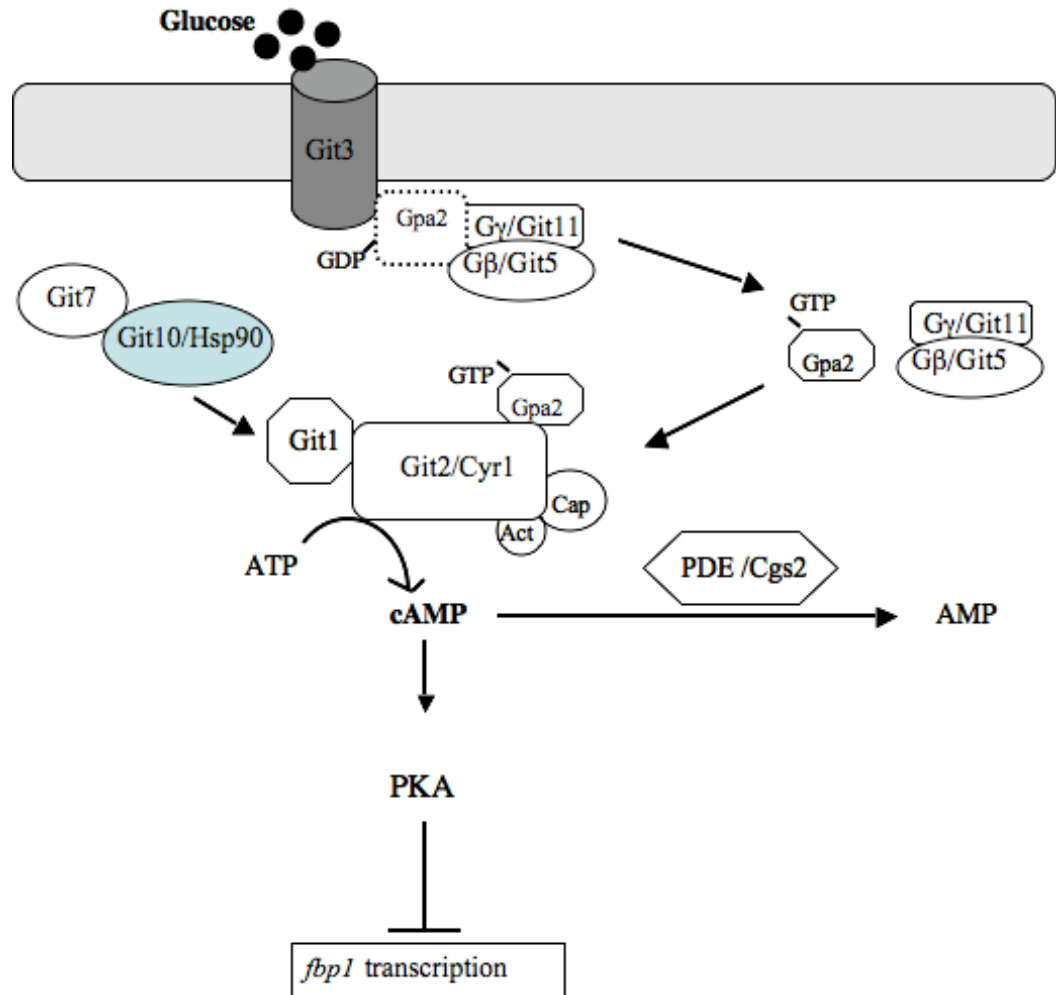 Glucose
Git3
Gpa2
Gγ/Git11
GDP
Gβ/Git5
Git7
Git10/Hsp90
GTP
Gγ/Git11
Gpa2
Gβ/Git5
GTP
Gpa2
Git1
Git2/Cyr1
Cap
Act
ATP
PDE /Cgs2
cAMP
AMP
PKA
fbp1 transcription